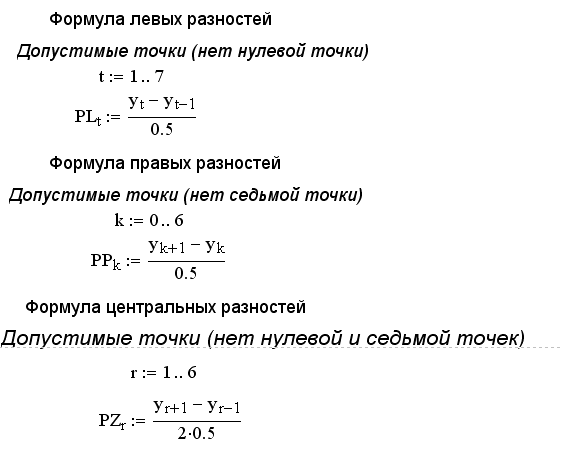 Формула левых разностей
Допустимые точки (нет нулевой точки)
t := 1 .. 7
PLt := (yt − yt−1) / 0.5
Формула правых разностей
Допустимые точки (нет седьмой точки)
k := 0 .. 6
PPk := (yk+1 − yk) / 0.5
Формула центральных разностей
Допустимые точки (нет нулевой и седьмой точек)
r := 1 .. 6
PZr := (yr+1 − yr−1) / 2·0.5